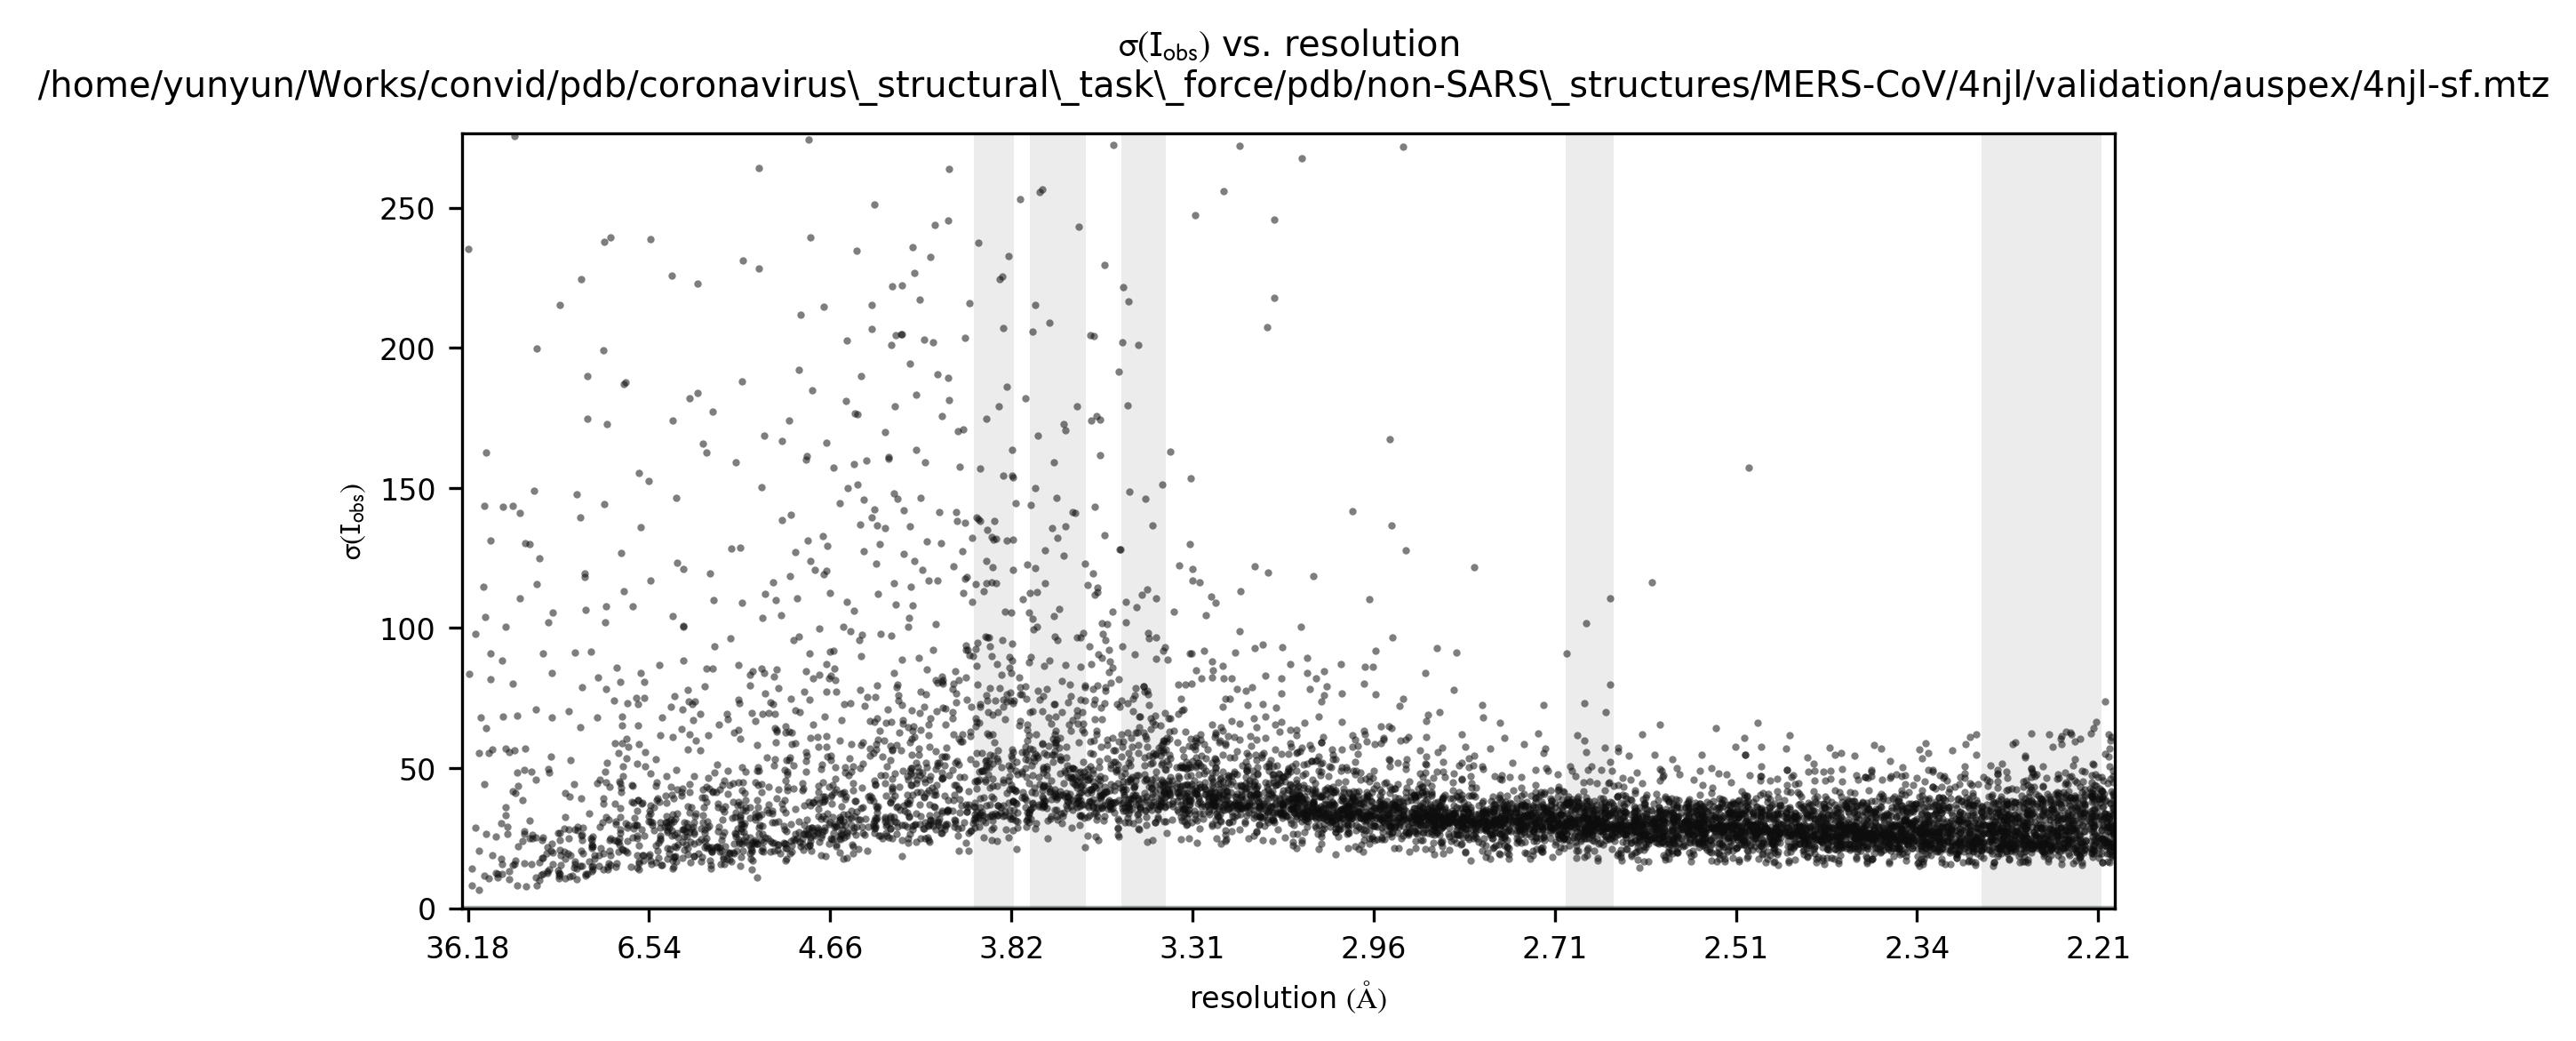 σ(I_obs) vs. resolution
/home/yunyun/Works/convid/pdb/coronavirus\_structural\_task\_force/pdb/non-SARS\_structures/MERS-CoV/4njl/validation/auspex/4njl-sf.mtz
σ(I_obs)
250
200
150
100
50
0
36.18 6.54 4.66 3.82 3.31 2.96 2.71 2.51 2.34 2.21
resolution (Å)